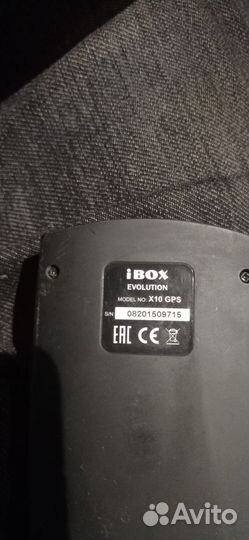 iBOX
EVOLUTION
MODEL NO: X10 GPS
S/N 08201509715
EAC CE
Avito